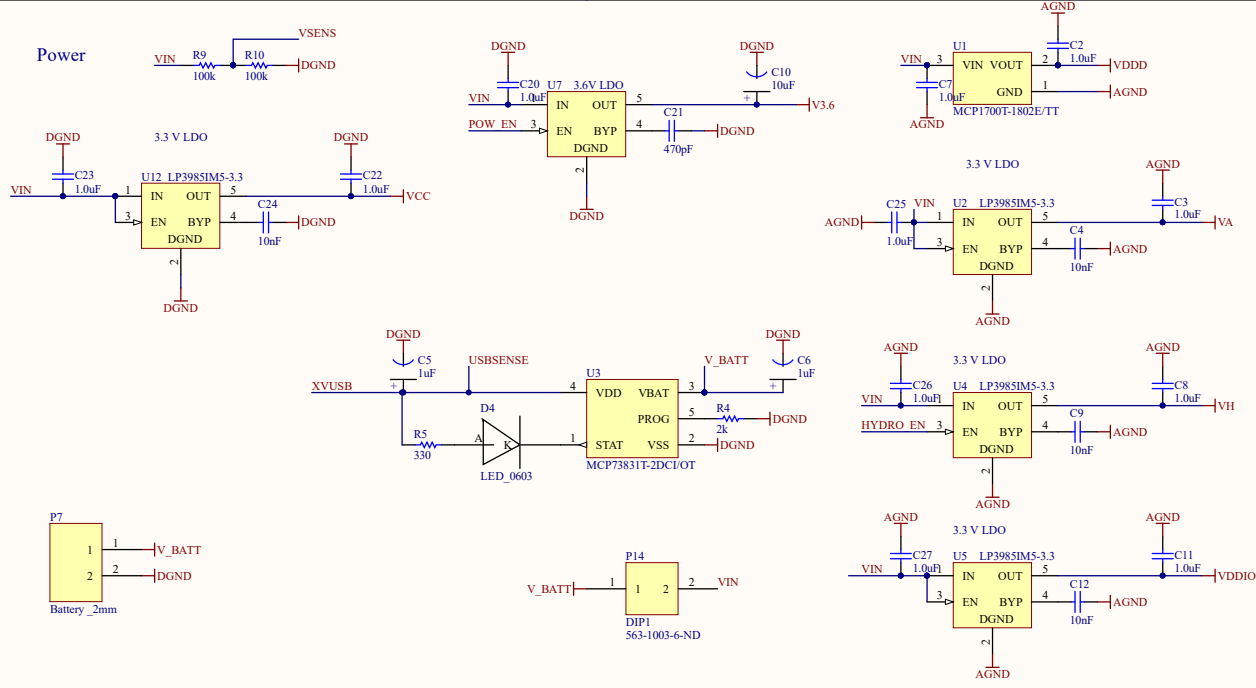 Power
VIN
R9
100k
R10
100k
VSENS
DGND
DGND
C20
1.0uF
U7 3.6V LDO
VIN
1
IN OUT
5
POW_EN
3
EN BYP
4
DGND
2
DGND
C21
470pF
DGND
DGND
C10
10uF
+
V3.6
AGND
C2
1.0uF
U1
VIN
3
VIN VOUT
2
VDDD
GND
1
AGND
C7
1.0uF
AGND
MCP1700T-1802E/TT
DGND
3.3 V LDO
DGND
C23
1.0uF
C22
1.0uF
U12 LP3985IM5-3.3
VIN
1
IN OUT
5
VCC
3
EN BYP
4
C24
10nF
DGND
DGND
2
DGND
3.3 V LDO
AGND
C3
1.0uF
AGND
C25
1.0uF
VIN
U2 LP3985IM5-3.3
1
IN OUT
5
VA
3
EN BYP
4
C4
10nF
AGND
DGND
2
AGND
DGND
C5
1uF
+
USBSENSE
XVUSB
U3
4
VDD VBAT
3
V_BATT
DGND
C6
1uF
+
PROG
5
R4
2k
DGND
R5
330
D4
A
K
LED_0603
1
STAT VSS
2
DGND
MCP73831T-2DCI/OT
AGND
3.3 V LDO
AGND
C26
1.0uF
C8
1.0uF
U4 LP3985IM5-3.3
VIN
1
IN OUT
5
VH
HYDRO_EN
3
EN BYP
4
C9
10nF
AGND
DGND
2
AGND
P7
1
1
V_BATT
2
2
DGND
Battery _2mm
P14
V_BATT
1
1 2
2
VIN
DIP1
563-1003-6-ND
AGND
3.3 V LDO
AGND
C27
1.0uF
C11
1.0uF
U5 LP3985IM5-3.3
VIN
1
IN OUT
5
VDDIO
3
EN BYP
4
C12
10nF
AGND
DGND
2
AGND